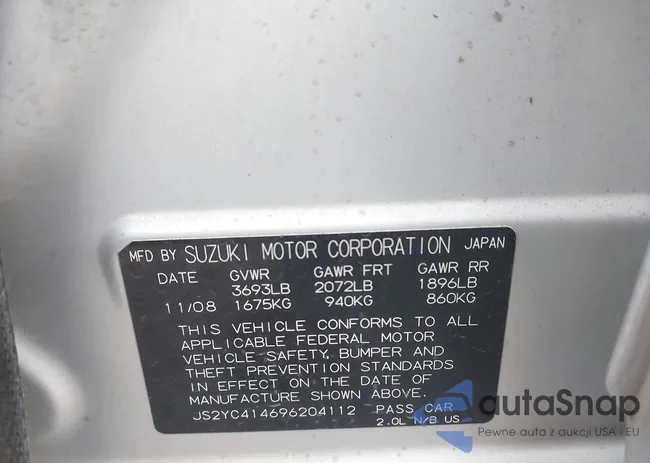 MFD BY SUZUKI MOTOR CORPORATION JAPAN
DATE GVWR GAWR FRT GAWR RR
3693LB 2072LB 1896LB
11/08 1675KG 940KG 860KG
THIS VEHICLE CONFORMS TO ALL
APPLICABLE FEDERAL MOTOR
VEHICLE SAFETY, BUMPER AND
THEFT PREVENTION STANDARDS
IN EFFECT ON THE DATE OF
MANUFACTURE SHOWN ABOVE.
JS2YC414696204112 PASS CAR
2.0L N/B US
autaSnap
Pewne auta z aukcji USA - EU
autaSnap